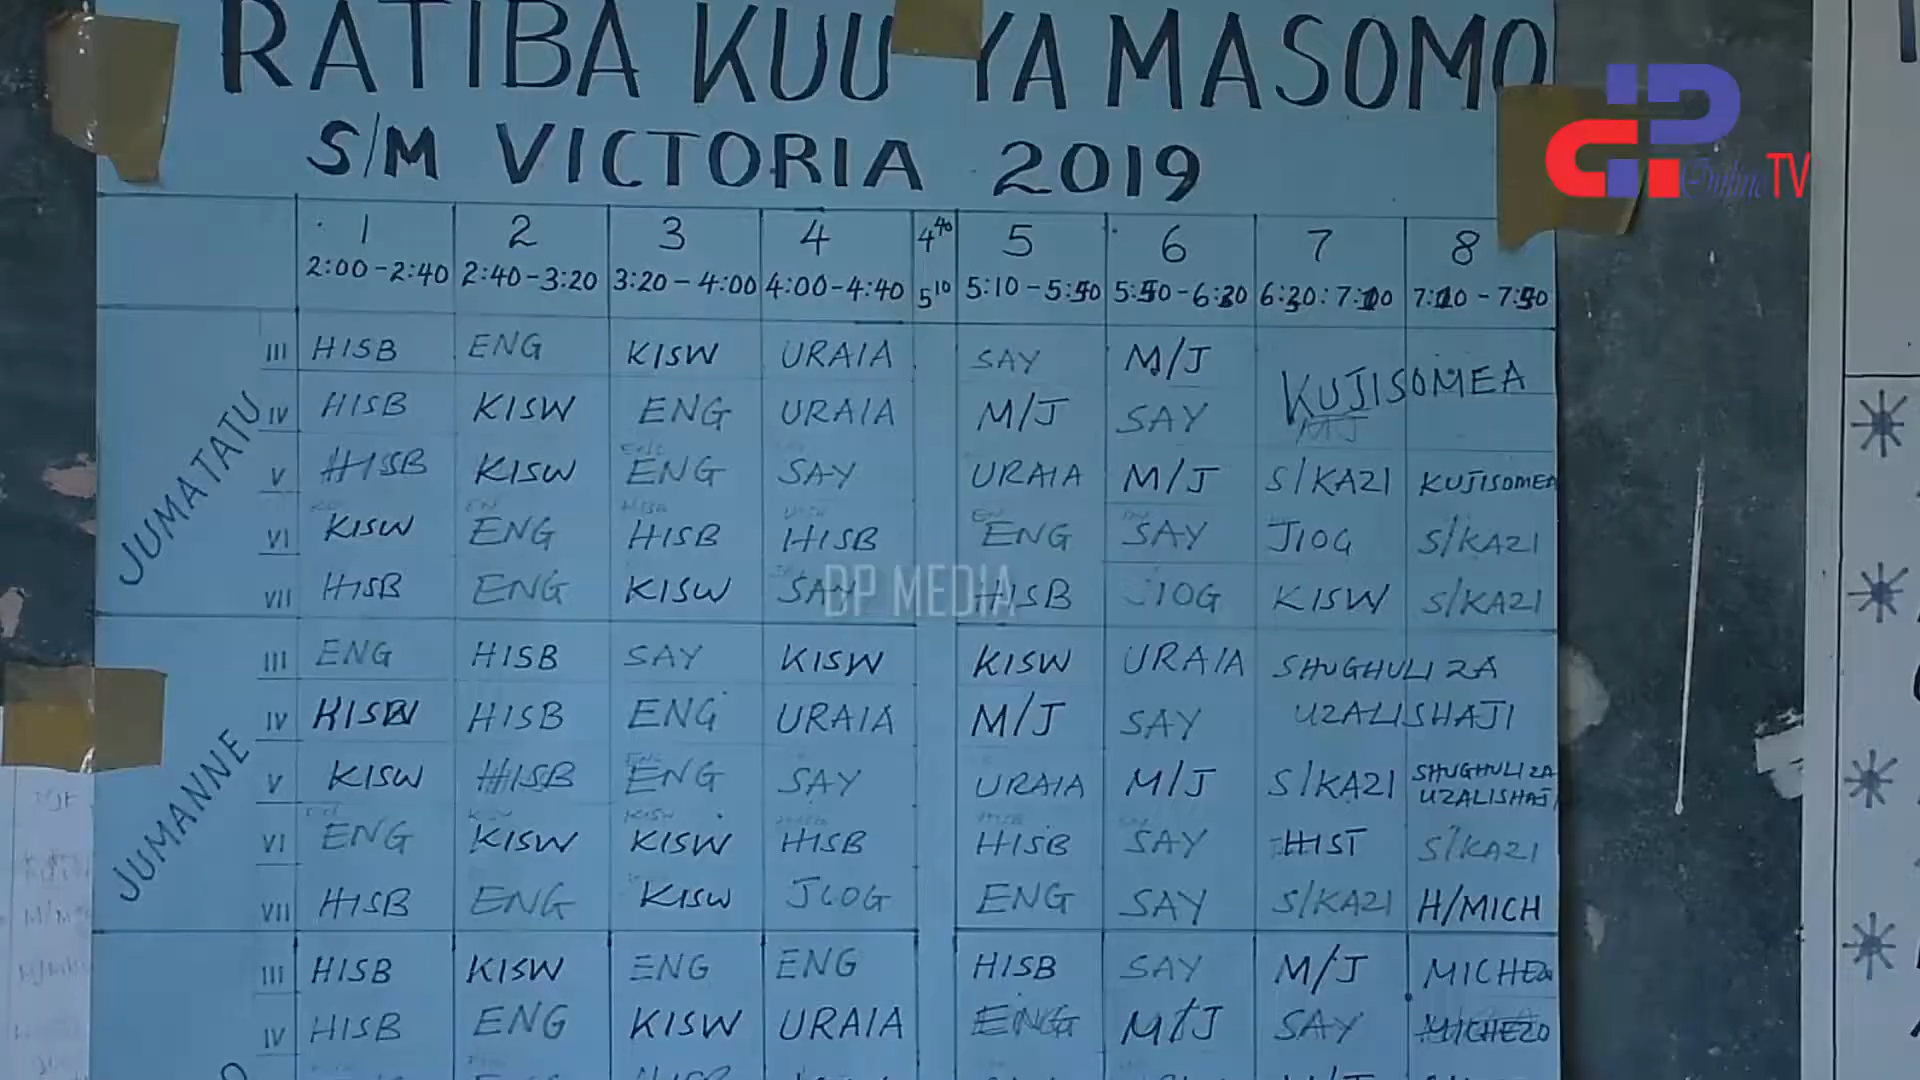 RATIBA KUU YA MASOMO
S/M VICTORIA 2019
1 2 3 4 4 40 5 6 7 8
2:00-2:40 2:40-3:20 3:20-4:00 4:00-4:40 5 10 5:10-5:50 5:50-6:30 6:30:7:10 7:10-7:50
JUMATATU
III HISB ENG KISW URAIA SAY M/J KUJISOMEA
IV HISB KISW ENG URAIA M/J SAY
V HISB KISW ENG SAY URAIA M/J S/KAZI KUJISOMEA
VI KISW ENG HISB HISB ENG SAY JIOG S/KAZI
VII HISB ENG KISW SAY HISB JIOG KISW S/KAZI
JUMANNE
III ENG HISB SAY KISW KISW URAIA SHUGHULI ZA
IV HISB ENG URAIA M/J SAY UZALISHAJI
V KISW HISB ENG SAY URAIA M/J S/KAZI SHUGHULI ZA UZALISHAJI
VI ENG KISW KISW HISB HISB SAY HIST S/KAZI
VII HISB ENG KISW JIOG ENG SAY S/KAZI H/MICH
III HISB KISW ENG ENG HISB SAY M/J MICHEZO
IV HISB ENG KISW URAIA ENG M/J SAY MICHEZO
DP Online TV
DP MEDIA